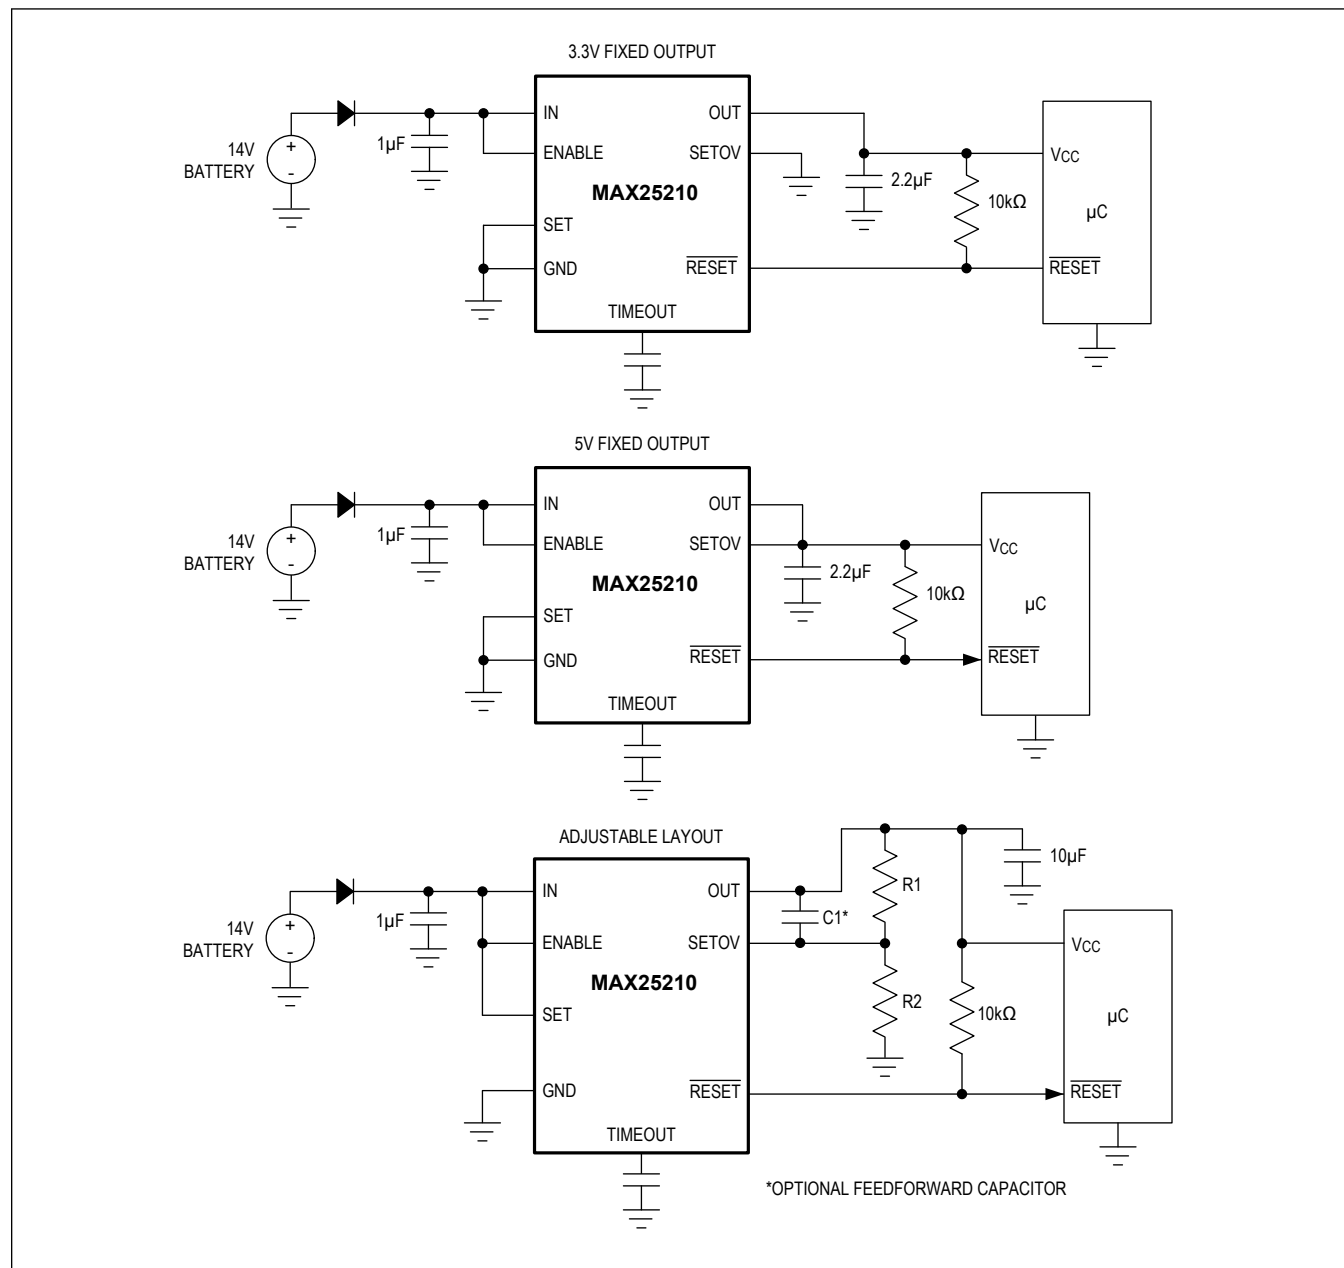 3.3V FIXED OUTPUT
14V
BATTERY
+
-
1µF
IN
ENABLE
SET
GND
MAX25210
OUT
SETOV
RESET
TIMEOUT
2.2µF
10kΩ
VCC
µC
RESET
5V FIXED OUTPUT
14V
BATTERY
+
-
1µF
IN
ENABLE
SET
GND
MAX25210
OUT
SETOV
RESET
TIMEOUT
2.2µF
10kΩ
VCC
µC
RESET
ADJUSTABLE LAYOUT
14V
BATTERY
+
-
1µF
IN
ENABLE
SET
GND
MAX25210
OUT
SETOV
RESET
TIMEOUT
C1*
R1
R2
10µF
10kΩ
VCC
µC
RESET
*OPTIONAL FEEDFORWARD CAPACITOR